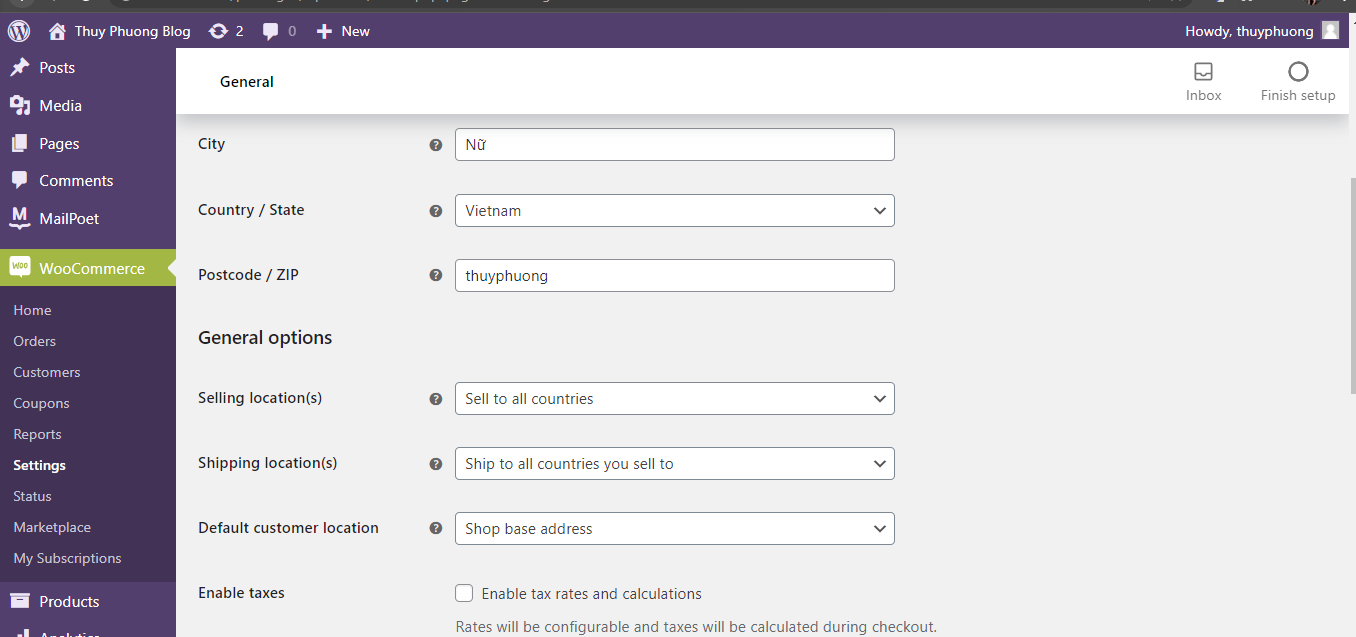 Thuy Phuong Blog 2 0 New Howdy, thuyphuong
Posts
Media
Pages
Comments
MailPoet
WooCommerce
Home
Orders
Customers
Coupons
Reports
Settings
Status
Marketplace
My Subscriptions
Products
Analytics
General
Inbox Finish setup
City Nữ
Country / State Vietnam
Postcode / ZIP thuyphuong
General options
Selling location(s) Sell to all countries
Shipping location(s) Ship to all countries you sell to
Default customer location Shop base address
Enable taxes Enable tax rates and calculations
Rates will be configurable and taxes will be calculated during checkout.